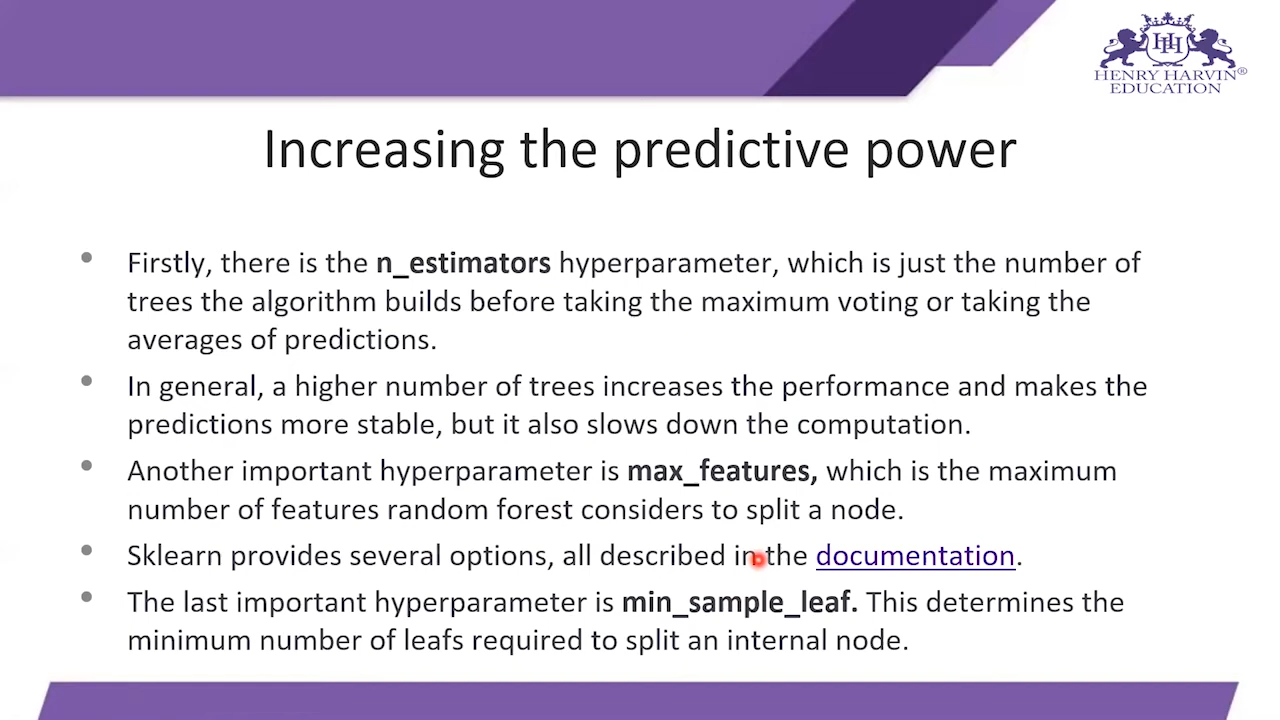 HH
HENRY HARVIN®
EDUCATION
Increasing the predictive power
• Firstly, there is the n_estimators hyperparameter, which is just the number of
trees the algorithm builds before taking the maximum voting or taking the
averages of predictions.
• In general, a higher number of trees increases the performance and makes the
predictions more stable, but it also slows down the computation.
• Another important hyperparameter is max_features, which is the maximum
number of features random forest considers to split a node.
• Sklearn provides several options, all described in the documentation.
• The last important hyperparameter is min_sample_leaf. This determines the
minimum number of leafs required to split an internal node.